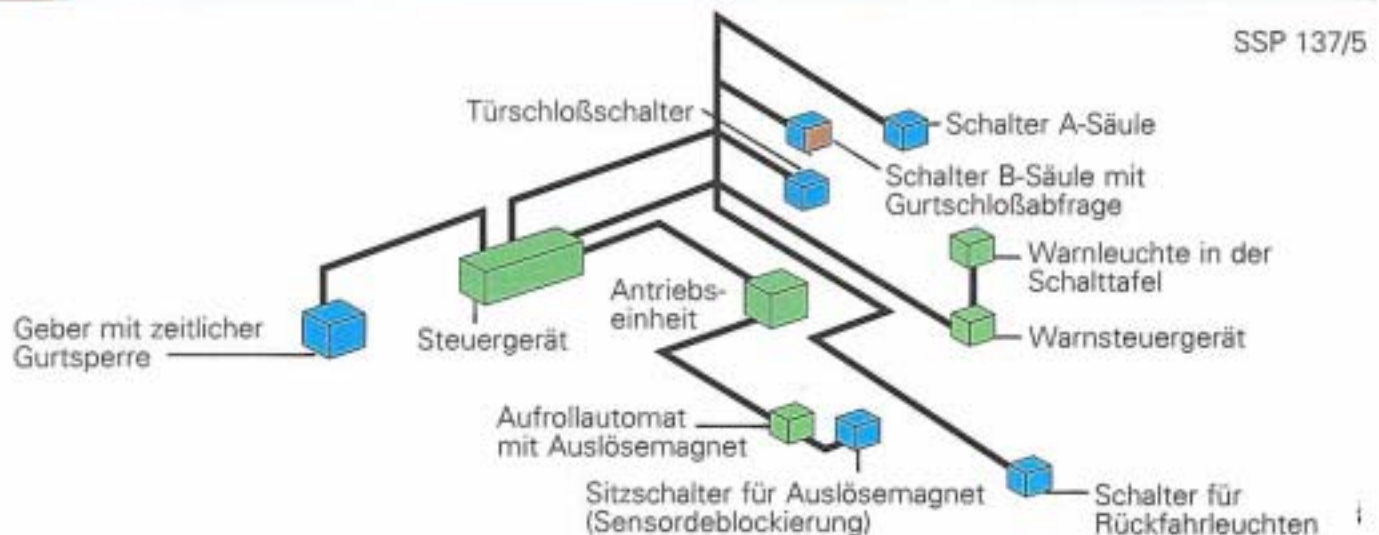 SSP 137/5
Türschloßschalter
Schalter A-Säule
Schalter B-Säule mit
Gurtschloßabfrage
Warnleuchte in der
Schalttafel
Antriebs-
einheit
Geber mit zeitlicher
Gurtsperre
Steuergerät
Warnsteuergerät
Aufrollautomat
mit Auslösemagnet
Sitzschalter für Auslösemagnet
(Sensordeblockierung)
Schalter für
Rückfahrleuchten